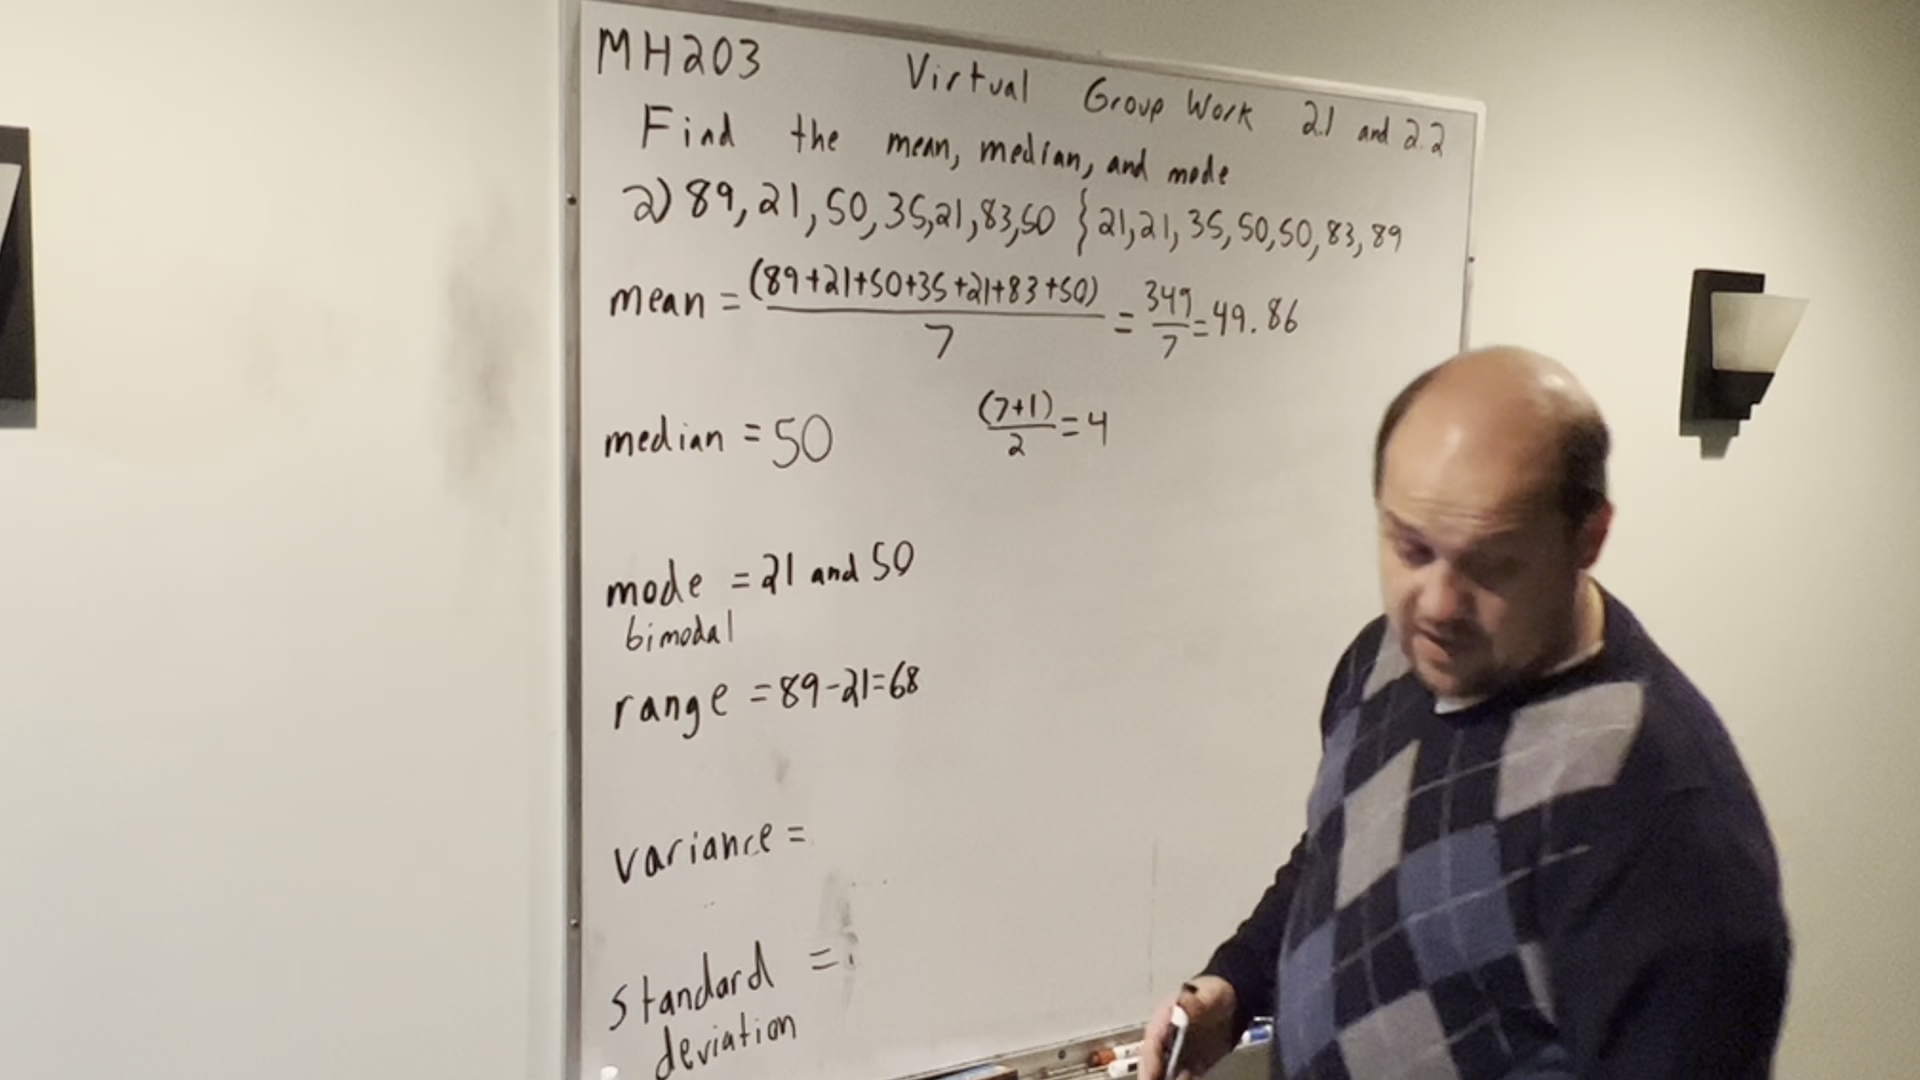 MH203 Virtual Group Work 2.1 and 2.2
Find the mean, median, and mode
2) 89, 21, 50, 35, 21, 83, 50 } 21, 21, 35, 50, 50, 83, 89
mean = (89+21+50+35+21+83+50) / 7 = 349/7 = 49.86
median = 50 (7+1)/2 = 4
mode = 21 and 50
bimodal
range = 89-21=68
variance =
standard =
deviation